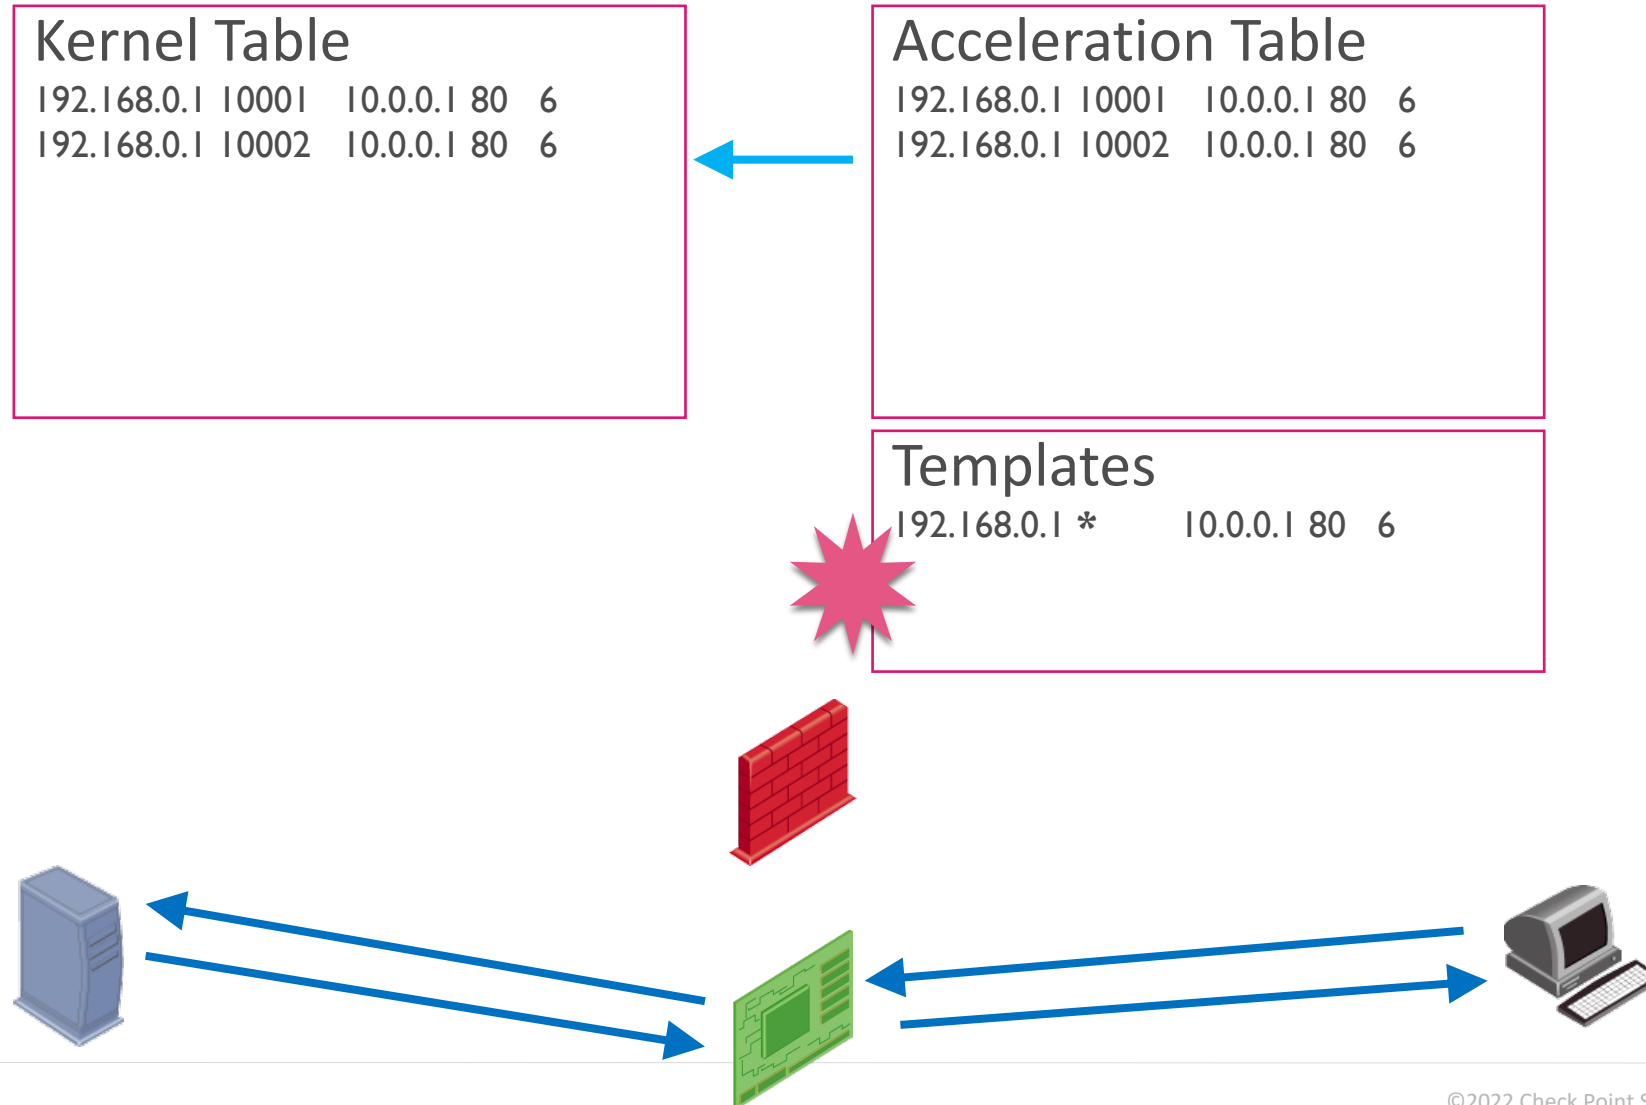 Kernel Table
192.168.0.1 10001 10.0.0.1 80 6
192.168.0.1 10002 10.0.0.1 80 6
Acceleration Table
192.168.0.1 10001 10.0.0.1 80 6
192.168.0.1 10002 10.0.0.1 80 6
Templates
192.168.0.1 * 10.0.0.1 80 6
©2022 Check Point S